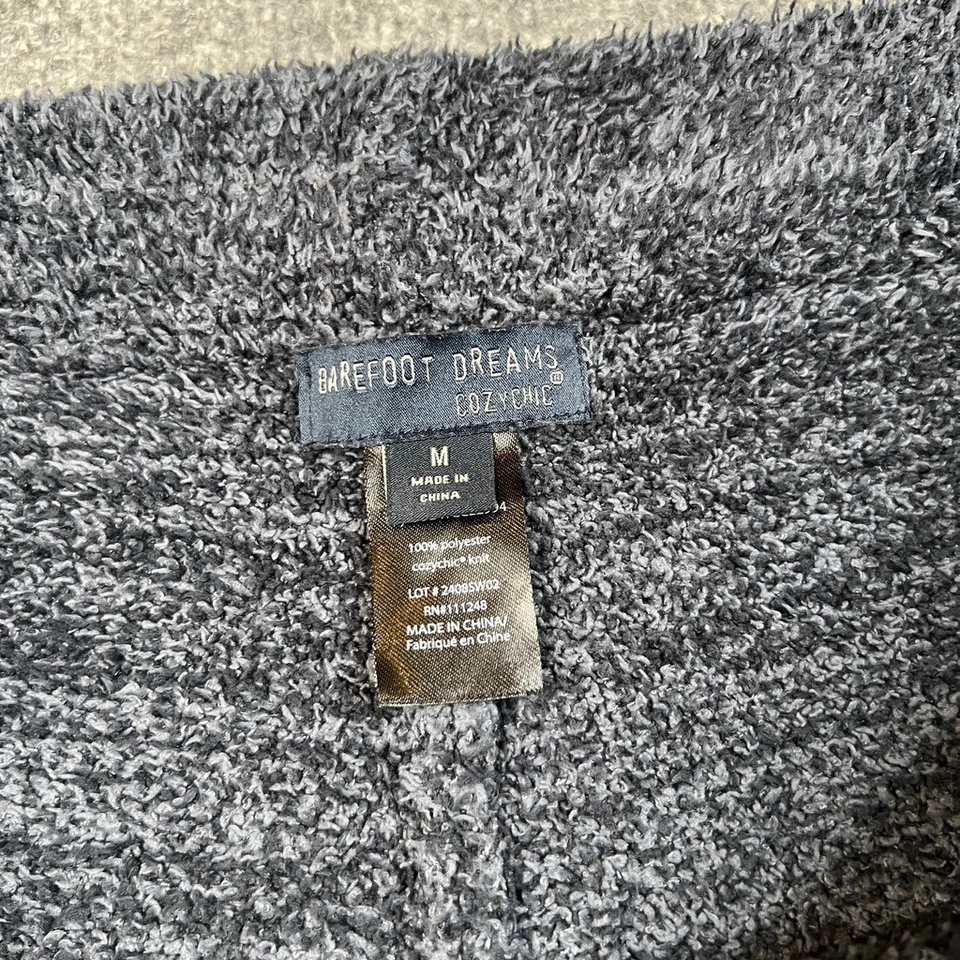 BAREFOOT DREAMS
COZYCHIC®
M
MADE IN
CHINA
94
100% polyester
cozychic® knit
LOT # 2408SW02
RN#111248
MADE IN CHINA/
Fabriqué en Chine